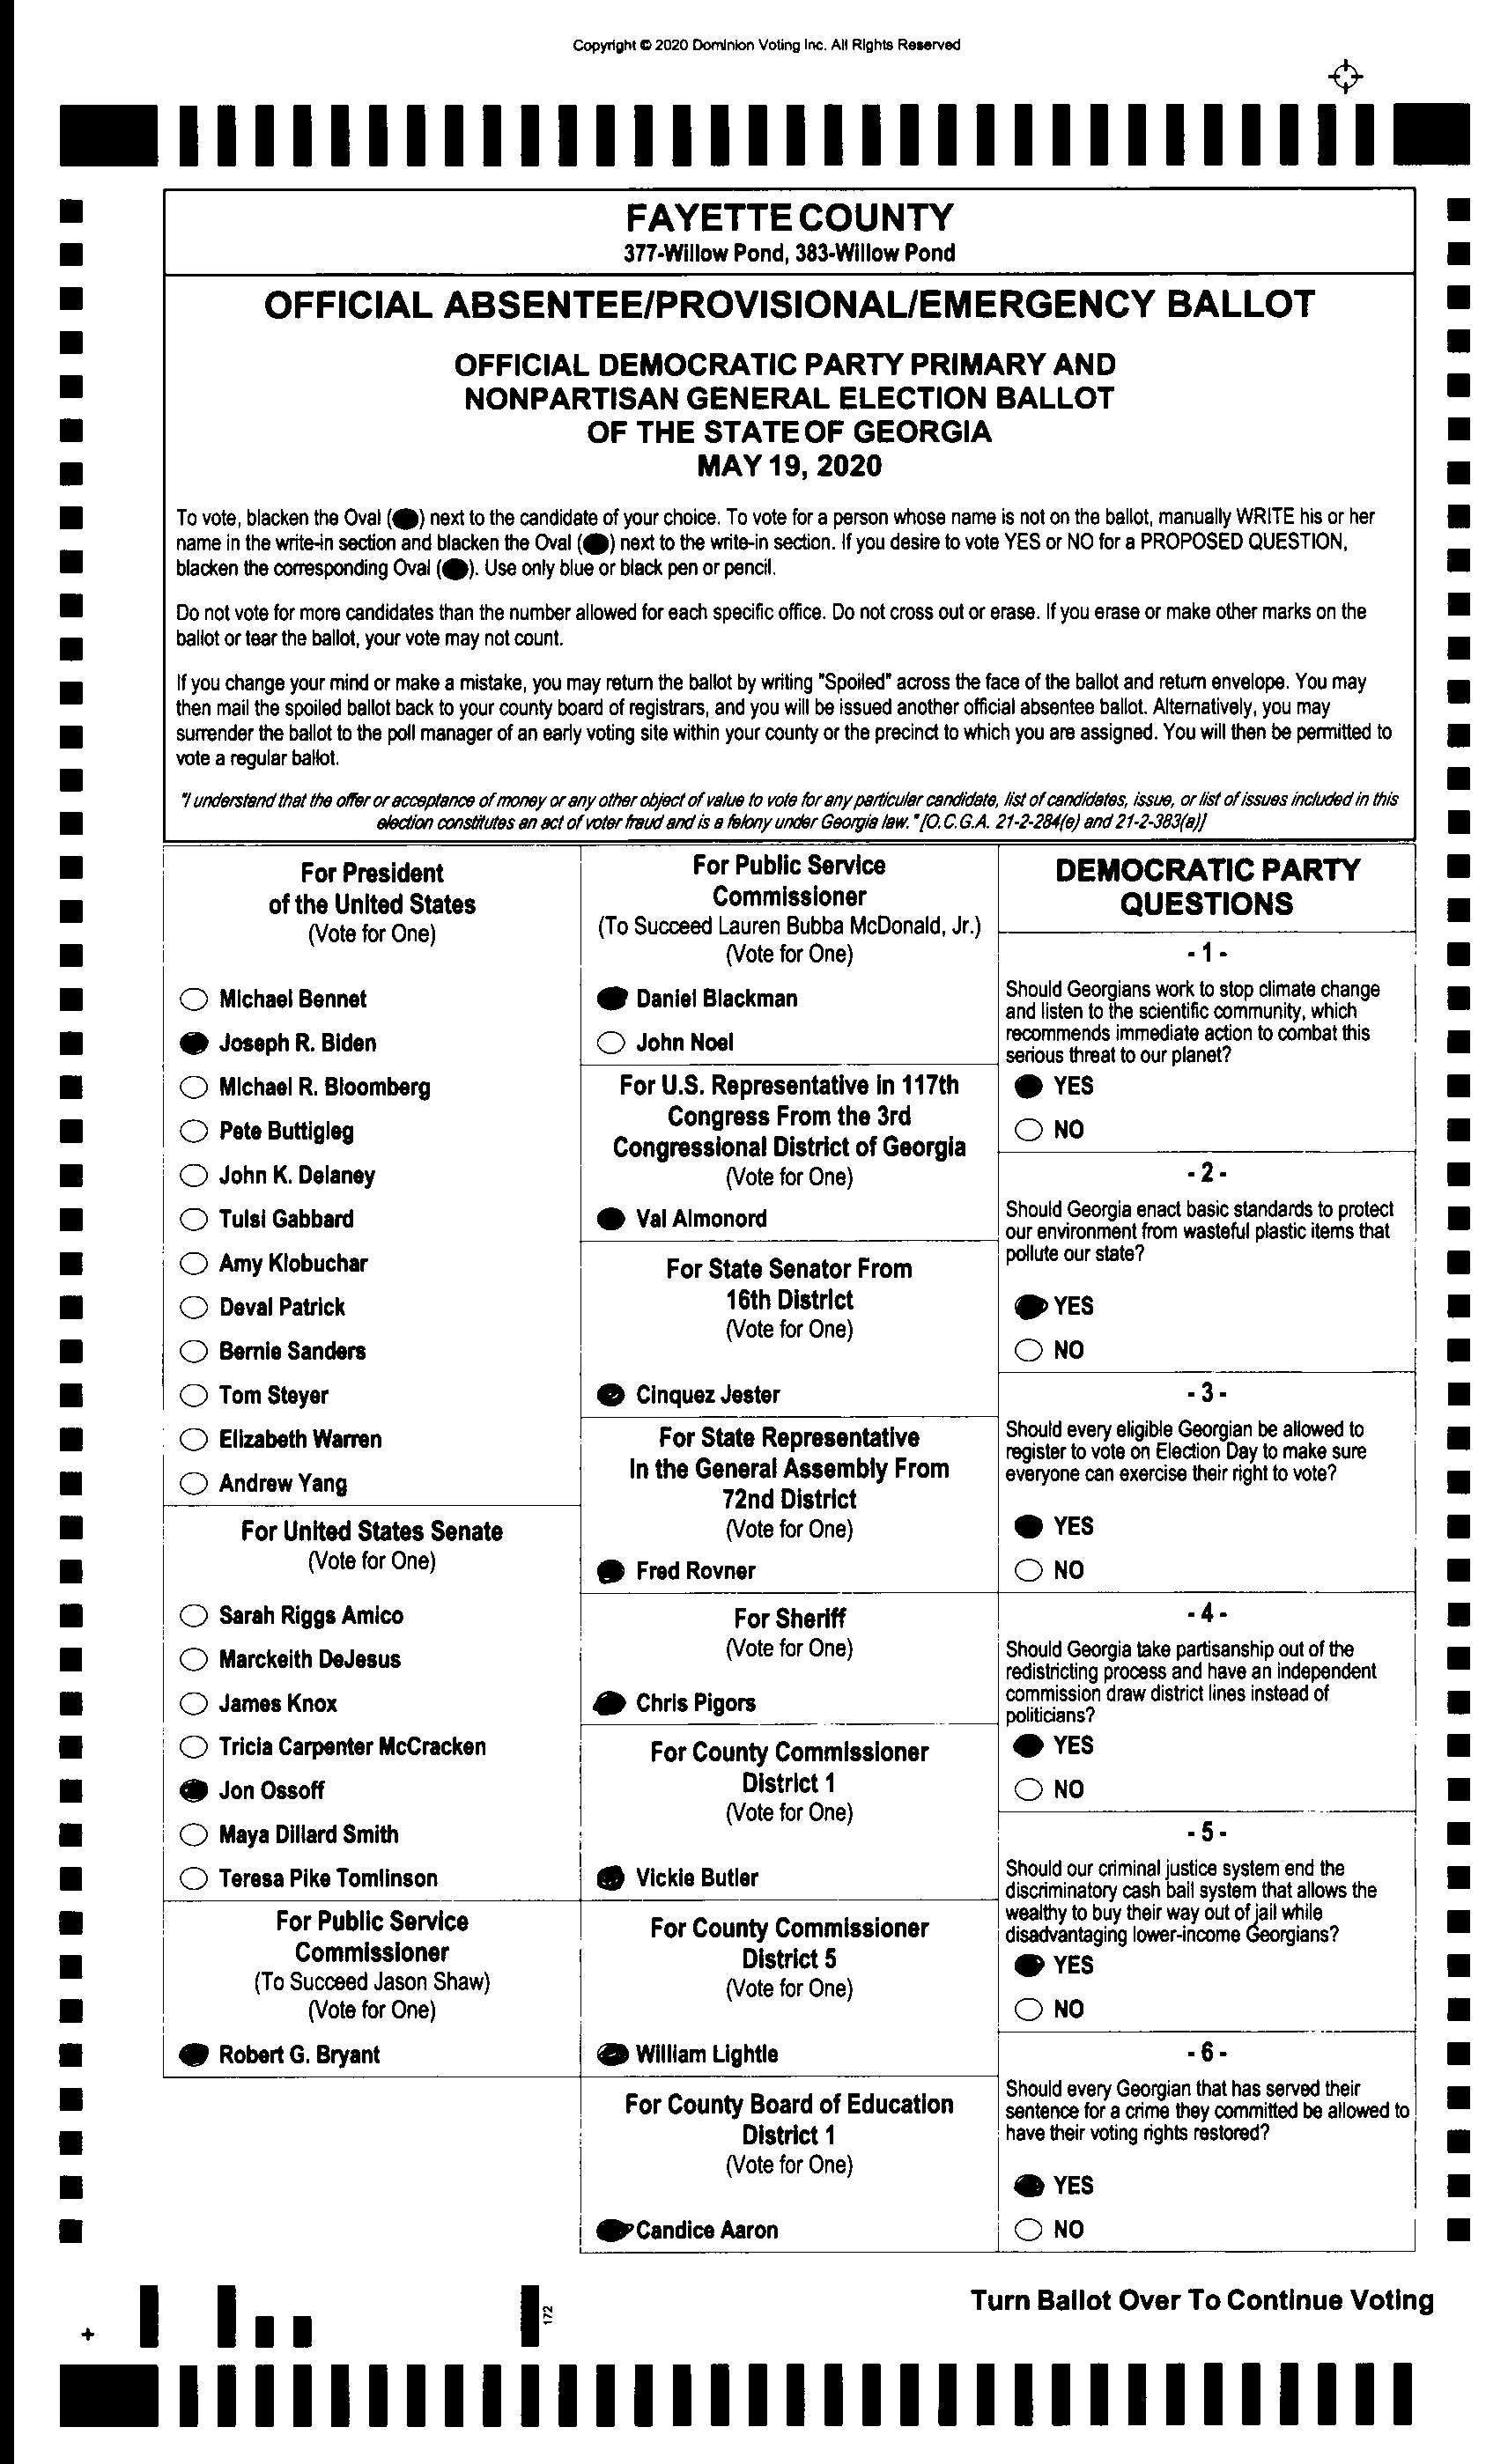 Copyright © 2020 Dominion Voting Inc. All Rights Reserved
FAYETTE COUNTY
377-Willow Pond, 383-Willow Pond
OFFICIAL ABSENTEE/PROVISIONAL/EMERGENCY BALLOT
OFFICIAL DEMOCRATIC PARTY PRIMARY AND
NONPARTISAN GENERAL ELECTION BALLOT
OF THE STATE OF GEORGIA
MAY 19, 2020
To vote, blacken the Oval ( ) next to the candidate of your choice. To vote for a person whose name is not on the ballot, manually WRITE his or her
name in the write-in section and blacken the Oval ( ) next to the write-in section. If you desire to vote YES or NO for a PROPOSED QUESTION,
blacken the corresponding Oval ( ). Use only blue or black pen or pencil.
Do not vote for more candidates than the number allowed for each specific office. Do not cross out or erase. If you erase or make other marks on the
ballot or tear the ballot, your vote may not count.
If you change your mind or make a mistake, you may return the ballot by writing "Spoiled" across the face of the ballot and return envelope. You may
then mail the spoiled ballot back to your county board of registrars, and you will be issued another official absentee ballot. Alternatively, you may
surrender the ballot to the poll manager of an early voting site within your county or the precinct to which you are assigned. You will then be permitted to
vote a regular ballot.
"I understand that the offer or acceptance of money or any other object of value to vote for any particular candidate, list of candidates, issue, or list of issues included in this
election constitutes an act of voter fraud and is a felony under Georgia law." [O.C.G.A. 21-2-284(e) and 21-2-383(a)]
For President
of the United States
(Vote for One)
Michael Bennet
Joseph R. Biden
Michael R. Bloomberg
Pete Buttigieg
John K. Delaney
Tulsi Gabbard
Amy Klobuchar
Deval Patrick
Bernie Sanders
Tom Steyer
Elizabeth Warren
Andrew Yang
For United States Senate
(Vote for One)
Sarah Riggs Amico
Marckeith DeJesus
James Knox
Tricia Carpenter McCracken
Jon Ossoff
Maya Dillard Smith
Teresa Pike Tomlinson
For Public Service
Commissioner
(To Succeed Jason Shaw)
(Vote for One)
Robert G. Bryant
For Public Service
Commissioner
(To Succeed Lauren Bubba McDonald, Jr.)
(Vote for One)
Daniel Blackman
John Noel
For U.S. Representative in 117th
Congress From the 3rd
Congressional District of Georgia
(Vote for One)
Val Almonord
For State Senator From
16th District
(Vote for One)
Cinquez Jester
For State Representative
In the General Assembly From
72nd District
(Vote for One)
Fred Rovner
For Sheriff
(Vote for One)
Chris Pigors
For County Commissioner
District 1
(Vote for One)
Vickie Butler
For County Commissioner
District 5
(Vote for One)
William Lightle
For County Board of Education
District 1
(Vote for One)
Candice Aaron
DEMOCRATIC PARTY
QUESTIONS
- 1 -
Should Georgians work to stop climate change
and listen to the scientific community, which
recommends immediate action to combat this
serious threat to our planet?
YES
NO
- 2 -
Should Georgia enact basic standards to protect
our environment from wasteful plastic items that
pollute our state?
YES
NO
- 3 -
Should every eligible Georgian be allowed to
register to vote on Election Day to make sure
everyone can exercise their right to vote?
YES
NO
- 4 -
Should Georgia take partisanship out of the
redistricting process and have an independent
commission draw district lines instead of
politicians?
YES
NO
- 5 -
Should our criminal justice system end the
discriminatory cash bail system that allows the
wealthy to buy their way out of jail while
disadvantaging lower-income Georgians?
YES
NO
- 6 -
Should every Georgian that has served their
sentence for a crime they committed be allowed to
have their voting rights restored?
YES
NO
Turn Ballot Over To Continue Voting
172
+